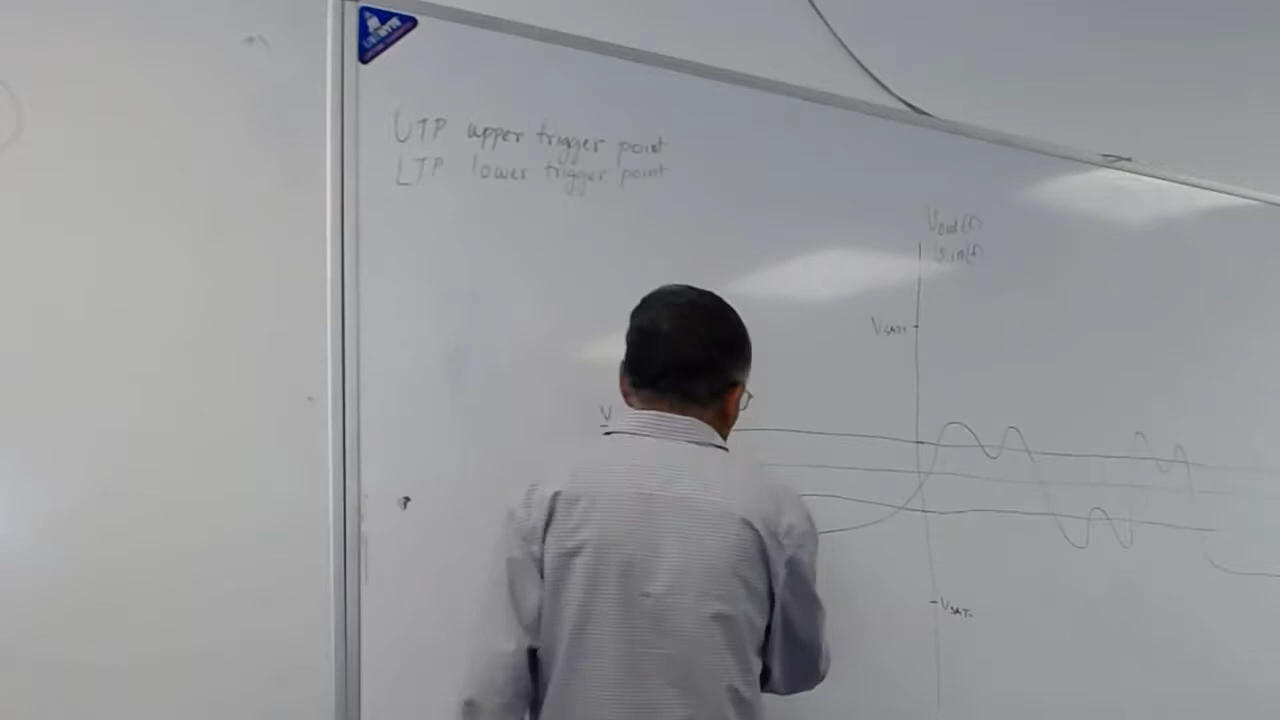 UTP upper trigger point
LTP lower trigger point
Vout(t)
Vin(t)
VSAT+
V
-VSAT-